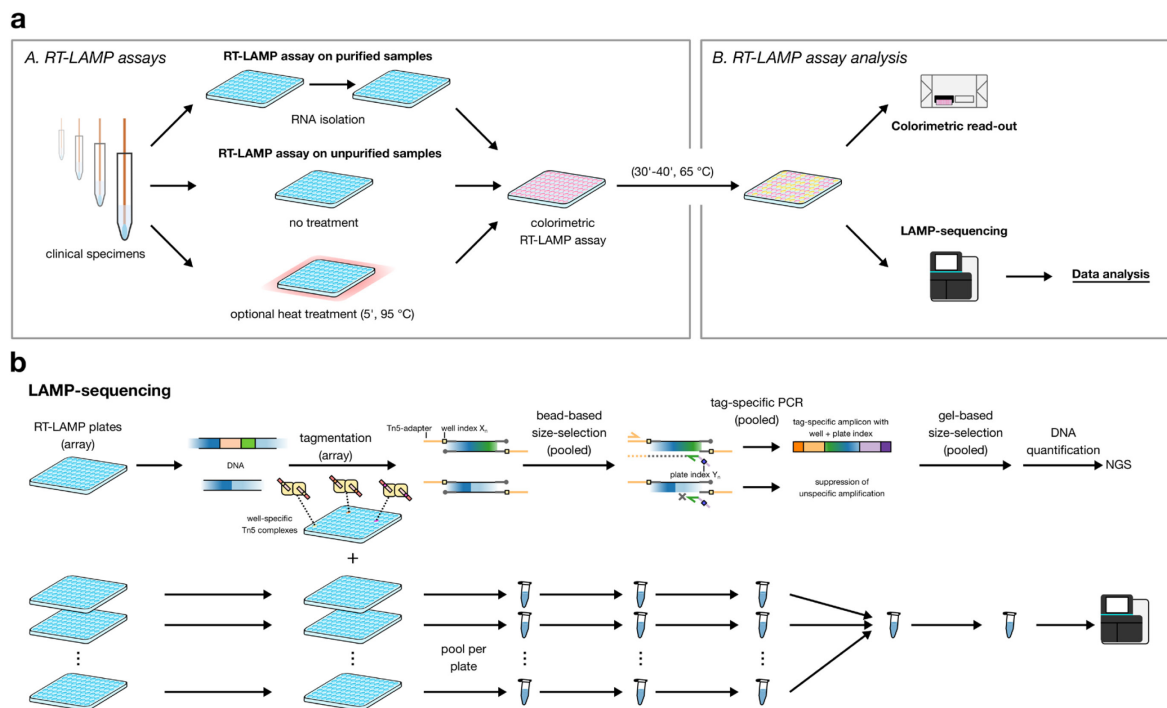 a
A. RT-LAMP assays
RT-LAMP assay on purified samples
RNA isolation
RT-LAMP assay on unpurified samples
no treatment
clinical specimens
optional heat treatment (5', 95 °C)
colorimetric
RT-LAMP assay
(30'-40', 65 °C)
B. RT-LAMP assay analysis
Colorimetric read-out
LAMP-sequencing
Data analysis
b
LAMP-sequencing
RT-LAMP plates
(array)
DNA
tagmentation
(array)
well-specific
Tn5 complexes
Tn5-adapter
well index Xn
bead-based
size-selection
(pooled)
tag-specific PCR
(pooled)
plate index Yn
tag-specific amplicon with
well + plate index
suppression of
unspecific amplification
gel-based
size-selection
(pooled)
DNA
quantification
NGS
+
pool per
plate